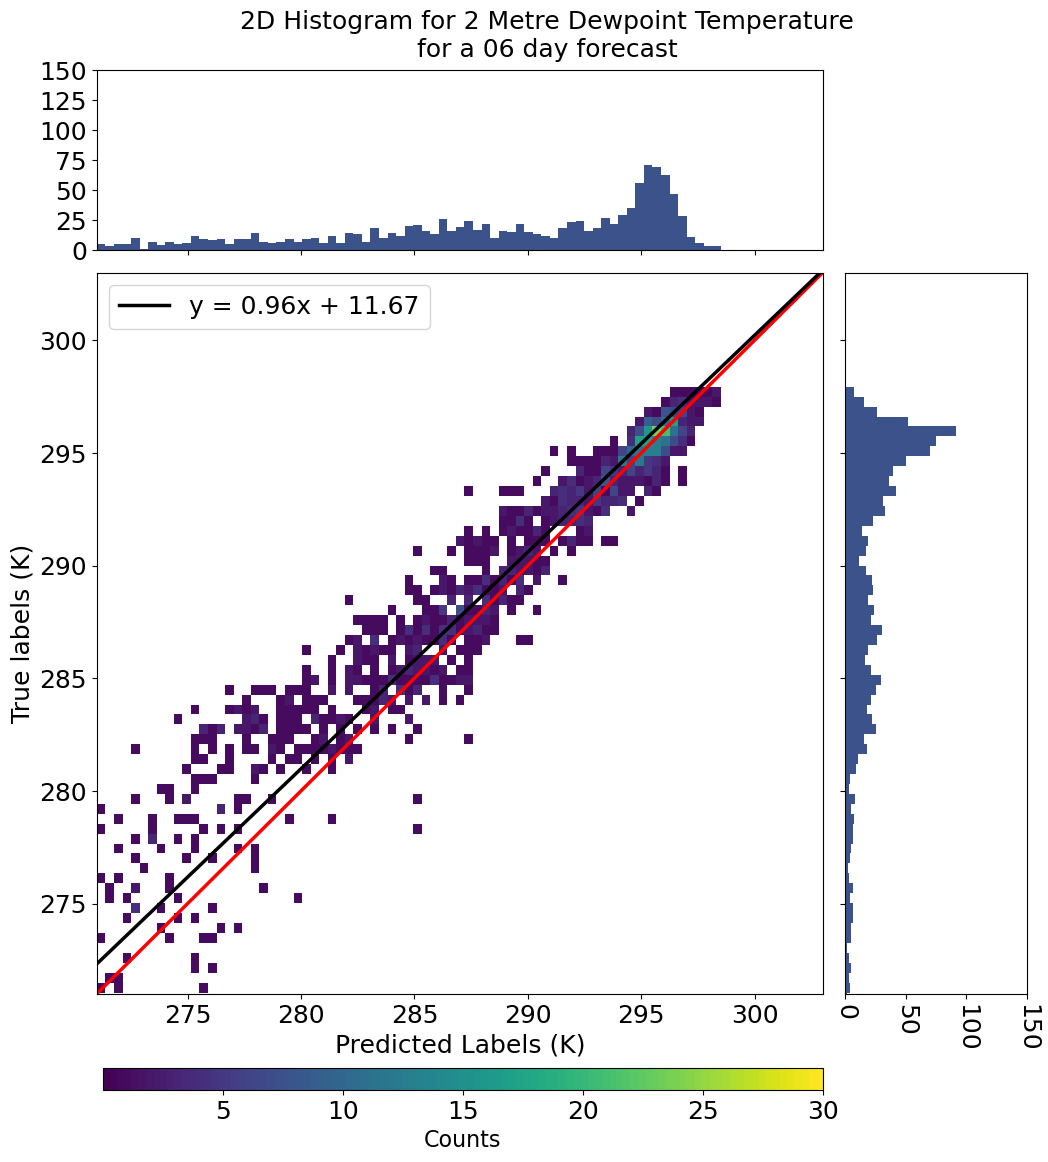 2D Histogram for 2 Metre Dewpoint Temperature
for a 06 day forecast
150
125
100
75
50
25
0
y = 0.96x + 11.67
300
295
290
285
280
275
True labels (K)
275 280 285 290 295 300
Predicted Labels (K)
0 50 100 150
5 10 15 20 25 30
Counts